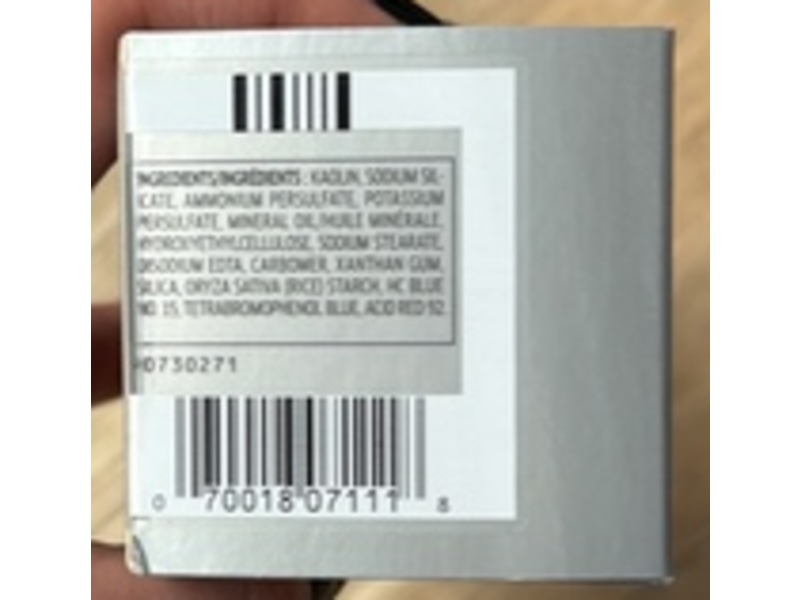 INGREDIENTS/INGRÉDIENTS : KAOLIN, SODIUM SIL-
ICATE, AMMONIUM PERSULFATE, POTASSIUM
PERSULFATE, MINERAL OIL/HUILE MINÉRALE,
HYDROXYETHYLCELLULOSE, SODIUM STEARATE,
DISODIUM EDTA, CARBOMER, XANTHAN GUM,
SILICA, ORYZA SATIVA (RICE) STARCH, HC BLUE
NO. 15, TETRABROMOPHENOL BLUE, ACID RED 92
0730271
0 70018 07111 8